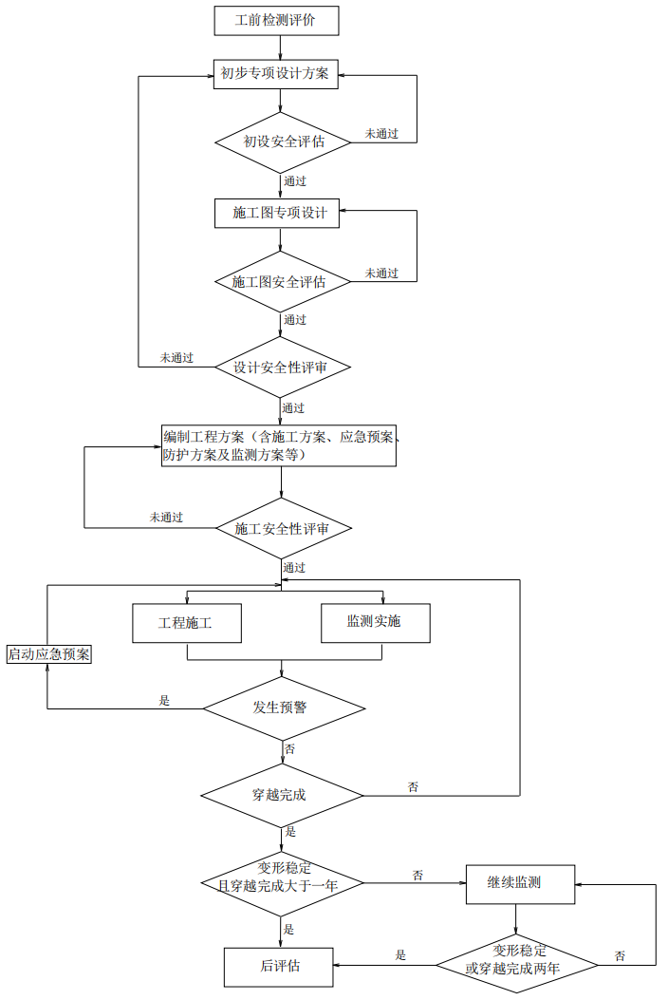 工前检测评价
初步专项设计方案
未通过
初设安全评估
通过
施工图专项设计
未通过
施工图安全评估
通过
未通过
设计安全性评审
通过
编制工程方案（含施工方案、应急预案、
防护方案及监测方案等）
未通过
施工安全性评审
通过
工程施工
监测实施
启动应急预案
是
发生预警
否
穿越完成
否
是
变形稳定
且穿越完成大于一年
否
继续监测
是
变形稳定
或穿越完成两年
是
否
后评估